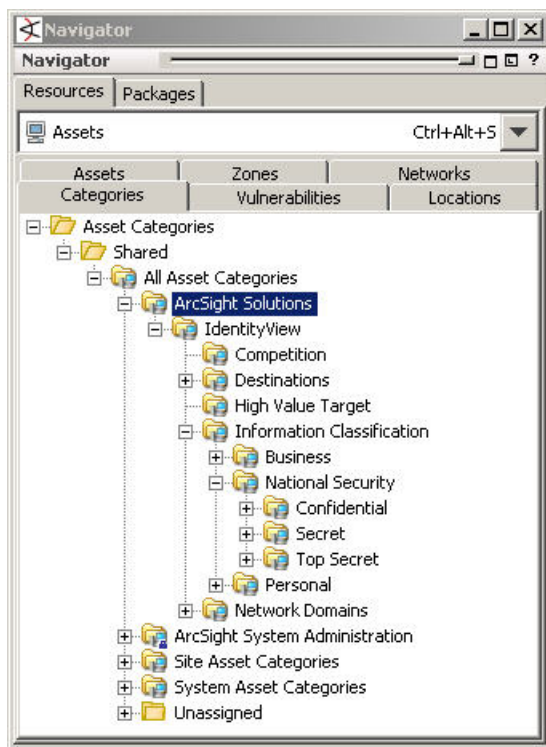 Navigator
Navigator ?
Resources Packages
Assets Ctrl+Alt+S
Assets Zones Networks
Categories Vulnerabilities Locations
Asset Categories
Shared
All Asset Categories
ArcSight Solutions
IdentityView
Competition
Destinations
High Value Target
Information Classification
Business
National Security
Confidential
Secret
Top Secret
Personal
Network Domains
ArcSight System Administration
Site Asset Categories
System Asset Categories
Unassigned